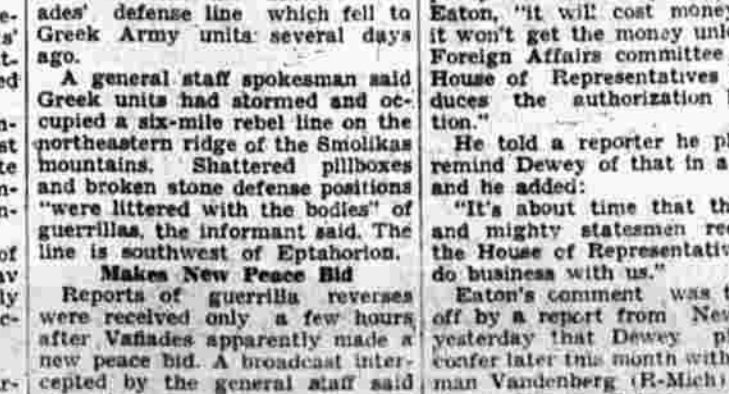 ades' defense line which fell to
Greek Army units several days
ago.
A general staff spokesman said
Greek units had stormed and oc-
cupied a six-mile rebel line on the
northeastern ridge of the Smolikas
mountains. Shattered pillboxes
and broken stone defense positions
"were littered with the bodies" of
guerrillas, the informant said. The
line is southwest of Eptahorion.
Makes New Peace Bid
Reports of guerrilla reverses
were received only a few hours
after Vafiades apparently made a
new peace bid. A broadcast inter-
cepted by the general staff said
Eaton, "it will cost money
it won't get the money unl
Foreign Affairs committee
House of Representatives
duces the authorization
tion."
He told a reporter he pl
remind Dewey of that in a
and he added:
"It's about time that th
and mighty statesmen re
the House of Representativ
do business with us."
Eaton's comment was t
off by a report from New
yesterday that Dewey pl
confer later this month with
man Vandenberg (R-Mich)